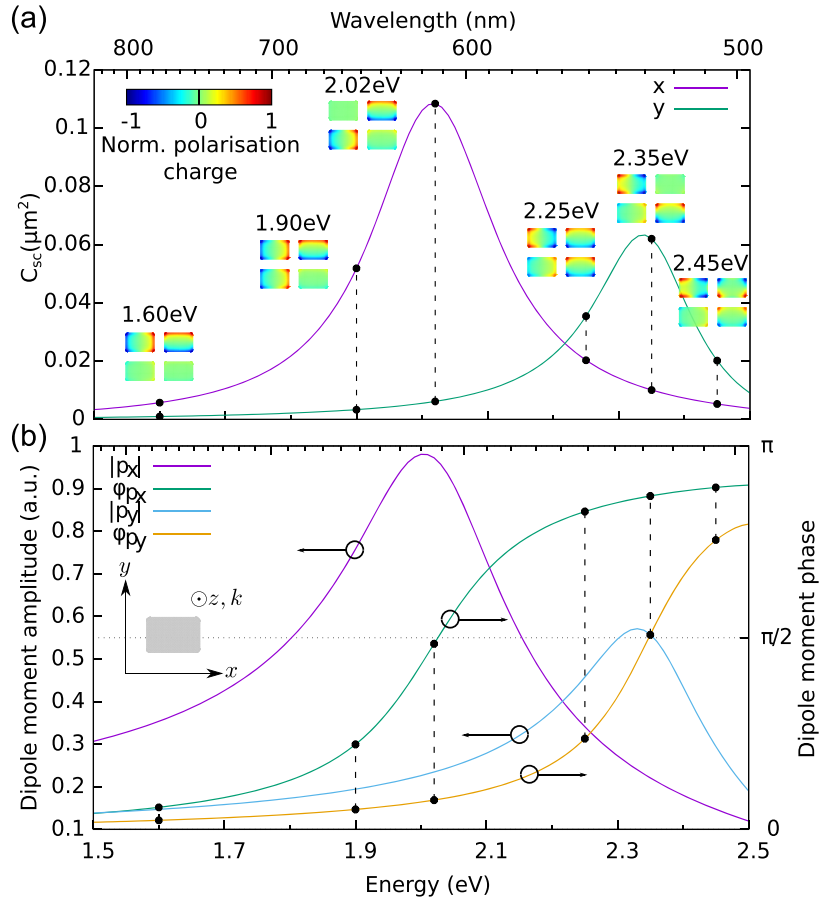 (a)
Wavelength (nm)
800 700 600 500
0.12
0.1
0.08
0.06
0.04
0.02
0
C_sc(μm²)
-1 0 1
Norm. polarisation
charge
x
y
1.60eV
1.90eV
2.02eV
2.25eV
2.35eV
2.45eV
(b)
1
0.9
0.8
0.7
0.6
0.5
0.4
0.3
0.2
0.1
Dipole moment amplitude (a.u.)
|px|
φpx
|py|
φpy
y
⊙z, k
x
π
π/2
0
Dipole moment phase
1.5 1.7 1.9 2.1 2.3 2.5
Energy (eV)